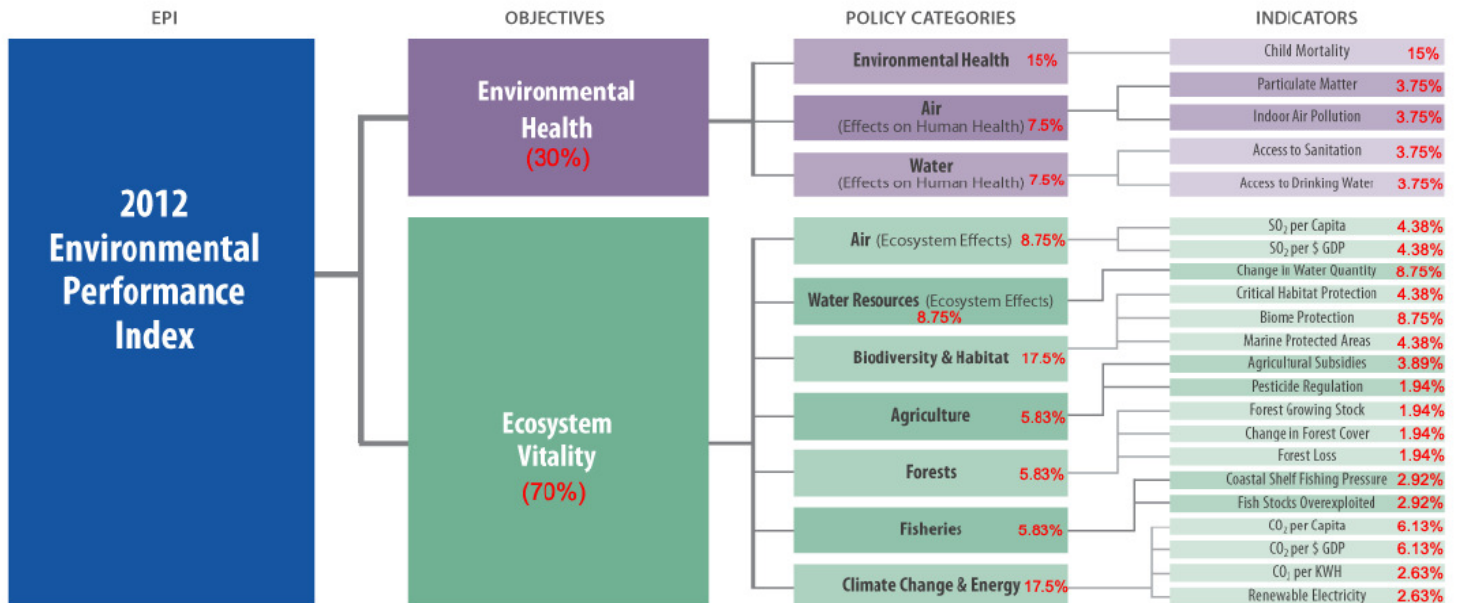 EPI
OBJECTIVES
POLICY CATEGORIES
INDICATORS
2012
Environmental
Performance
Index
Environmental
Health
(30%)
Ecosystem
Vitality
(70%)
Environmental Health 15%
Air
(Effects on Human Health) 7.5%
Water
(Effects on Human Health) 7.5%
Air (Ecosystem Effects) 8.75%
Water Resources (Ecosystem Effects)
8.75%
Biodiversity & Habitat 17.5%
Agriculture 5.83%
Forests 5.83%
Fisheries 5.83%
Climate Change & Energy 17.5%
Child Mortality 15%
Particulate Matter 3.75%
Indoor Air Pollution 3.75%
Access to Sanitation 3.75%
Access to Drinking Water 3.75%
SO₂ per Capita 4.38%
SO₂ per $ GDP 4.38%
Change in Water Quantity 8.75%
Critical Habitat Protection 4.38%
Biome Protection 8.75%
Marine Protected Areas 4.38%
Agricultural Subsidies 3.89%
Pesticide Regulation 1.94%
Forest Growing Stock 1.94%
Change in Forest Cover 1.94%
Forest Loss 1.94%
Coastal Shelf Fishing Pressure 2.92%
Fish Stocks Overexploited 2.92%
CO₂ per Capita 6.13%
CO₂ per $ GDP 6.13%
CO₂ per KWH 2.63%
Renewable Electricity 2.63%